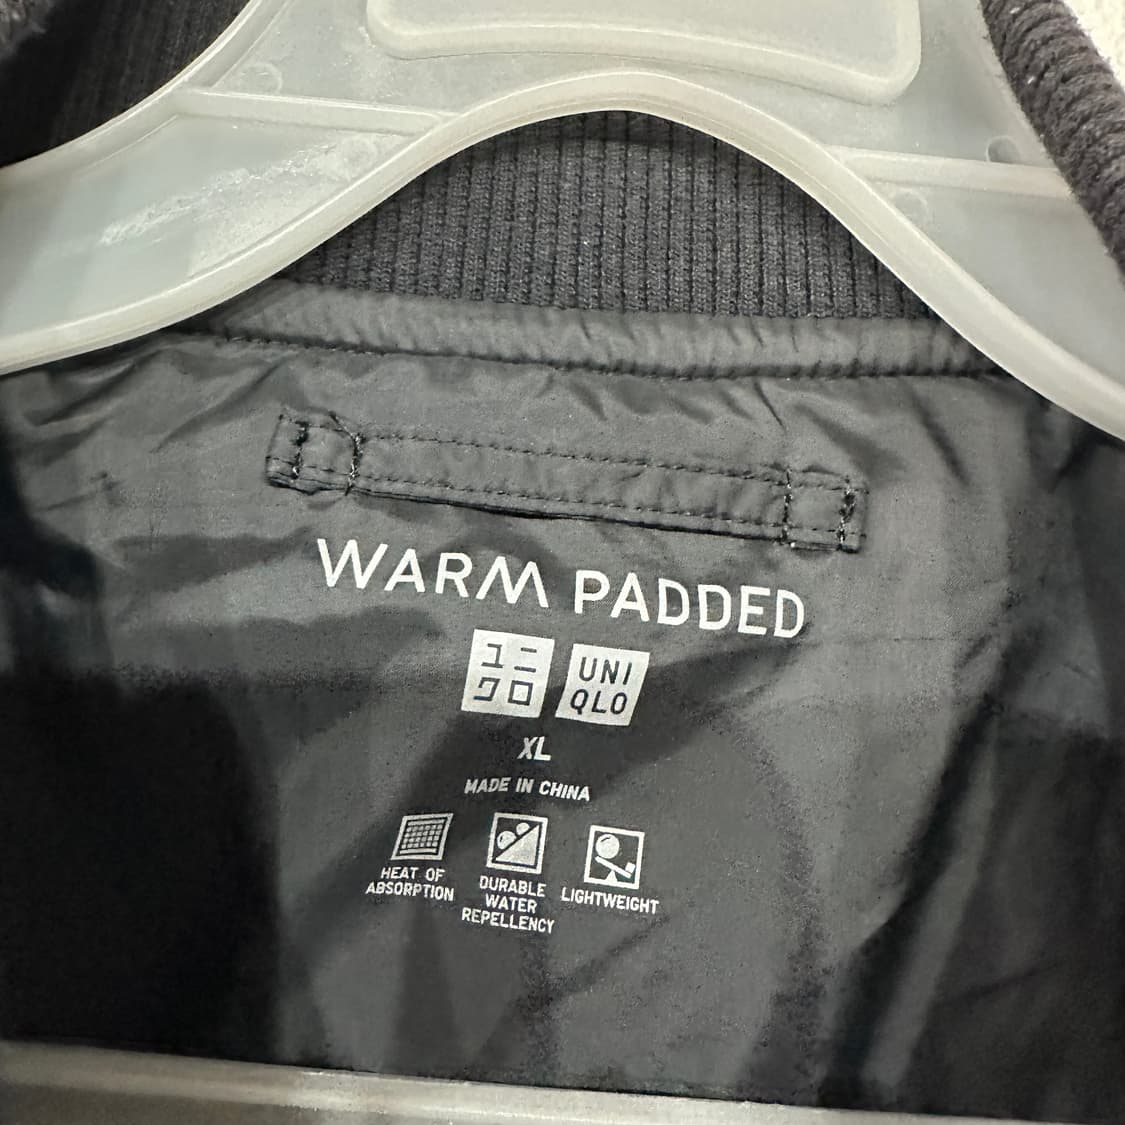 WARM PADDED
ユニ
クロ
UNI
QLO
XL
MADE IN CHINA
HEAT OF
ABSORPTION
DURABLE
WATER
REPELLENCY
LIGHTWEIGHT